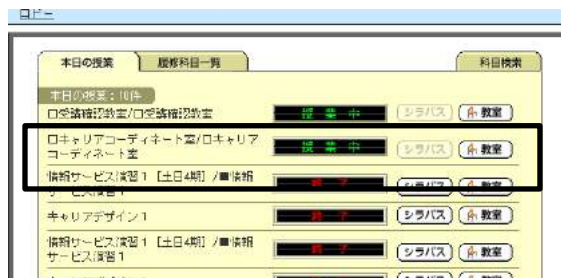 ロビー
本日の授業
履修科目一覧
科目検索
本日の授業：10件
ロ受講確認教室/ロ受講確認教室
授業中
シラバス
教室
ロキャリアコーディネート室/ロキャリア
コーディネート室
授業中
シラバス
教室
情報サービス演習1 [土日4期] /■情報
サービス演習1
終了
シラバス
教室
キャリアデザイン1
終了
シラバス
教室
情報サービス演習1 [土日4期] /■情報
サービス演習1
終了
シラバス
教室